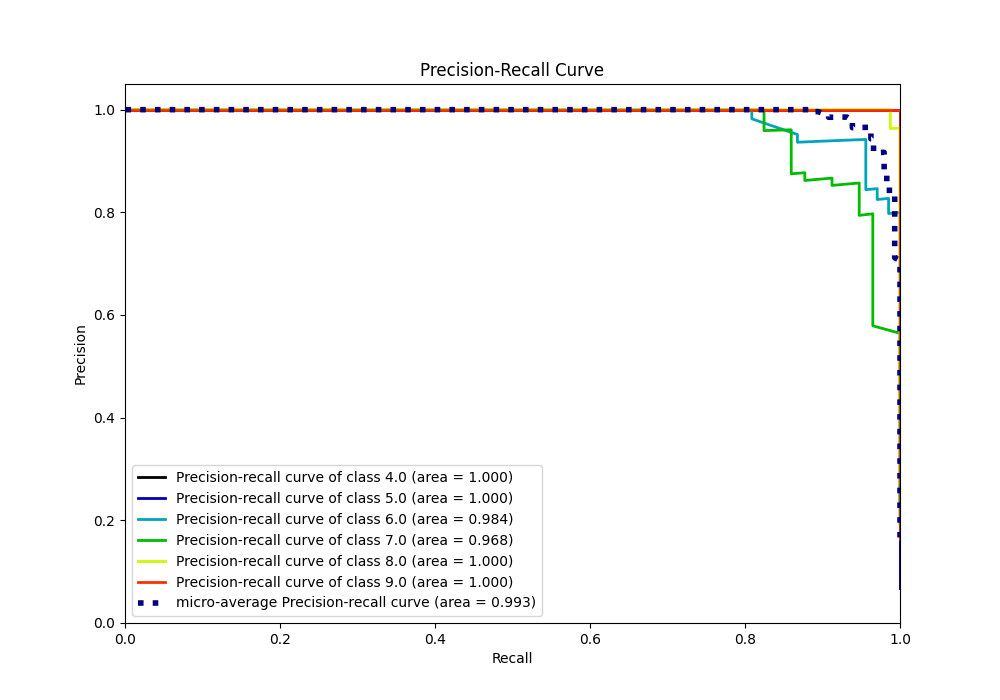 Precision-Recall Curve
1.0
0.8
0.6
0.4
0.2
0.0
Precision
Precision-recall curve of class 4.0 (area = 1.000)
Precision-recall curve of class 5.0 (area = 1.000)
Precision-recall curve of class 6.0 (area = 0.984)
Precision-recall curve of class 7.0 (area = 0.968)
Precision-recall curve of class 8.0 (area = 1.000)
Precision-recall curve of class 9.0 (area = 1.000)
micro-average Precision-recall curve (area = 0.993)
0.0 0.2 0.4 0.6 0.8 1.0
Recall